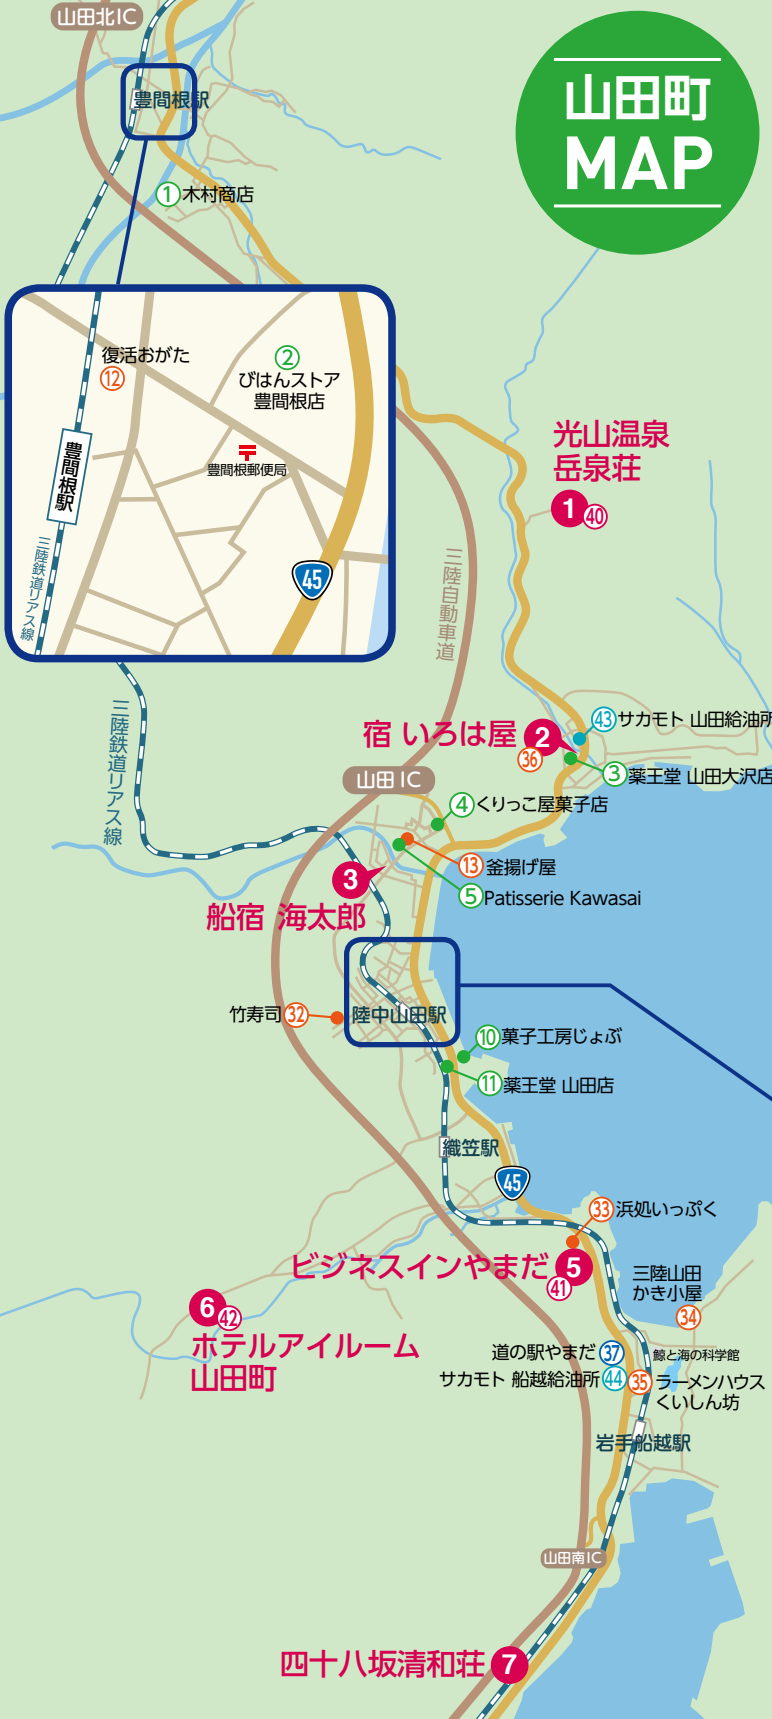 山田北IC
山田町
MAP
豊間根駅
① 木村商店
復活おがた
⑫
②
びはんストア
豊間根店
豊間根郵便局
豊間根駅
三陸鉄道リアス線
45
光山温泉
岳泉荘
1 ㊵
三陸自動車道
三陸鉄道リアス線
㊸ サカモト 山田給油所
宿 いろは屋 2
㊱
③ 薬王堂 山田大沢店
山田IC
④ くりっこ屋菓子店
⑬ 釜揚げ屋
3
⑤ Patisserie Kawasai
船宿 海太郎
竹寿司 ㉜
陸中山田駅
⑩ 菓子工房じょぶ
⑪ 薬王堂 山田店
織笠駅
45
㉝ 浜処いっぷく
ビジネスインやまだ 5
㊶
三陸山田
かき小屋
㉞
6 ㊷
ホテルアイルーム
山田町
道の駅やまだ ㊲
鯨と海の科学館
サカモト 船越給油所 ㊹
㉟ ラーメンハウス
くいしん坊
岩手船越駅
山田南IC
四十八坂清和荘 7